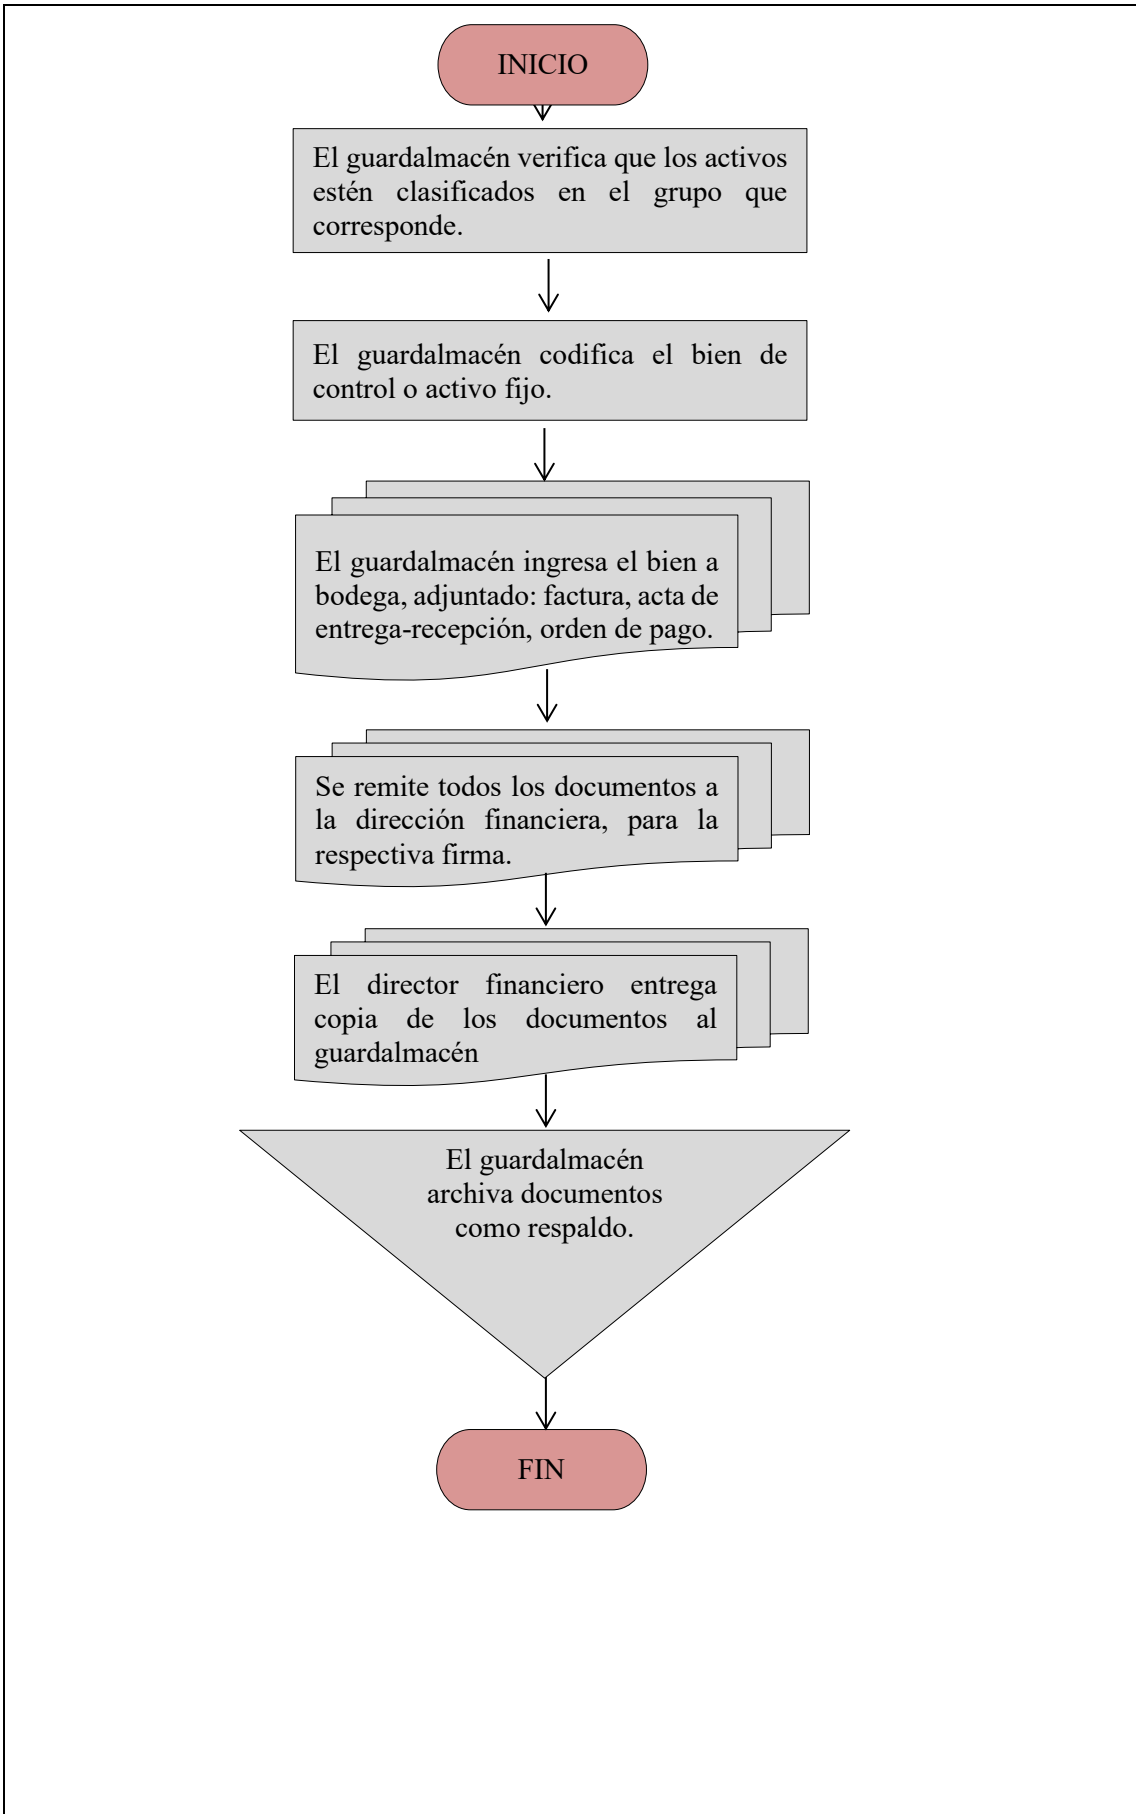 INICIO
El guardalmacén verifica que los activos
estén clasificados en el grupo que
corresponde.
El guardalmacén codifica el bien de
control o activo fijo.
El guardalmacén ingresa el bien a
bodega, adjuntado: factura, acta de
entrega-recepción, orden de pago.
Se remite todos los documentos a
la dirección financiera, para la
respectiva firma.
El director financiero entrega
copia de los documentos al
guardalmacén
El guardalmacén
archiva documentos
como respaldo.
FIN